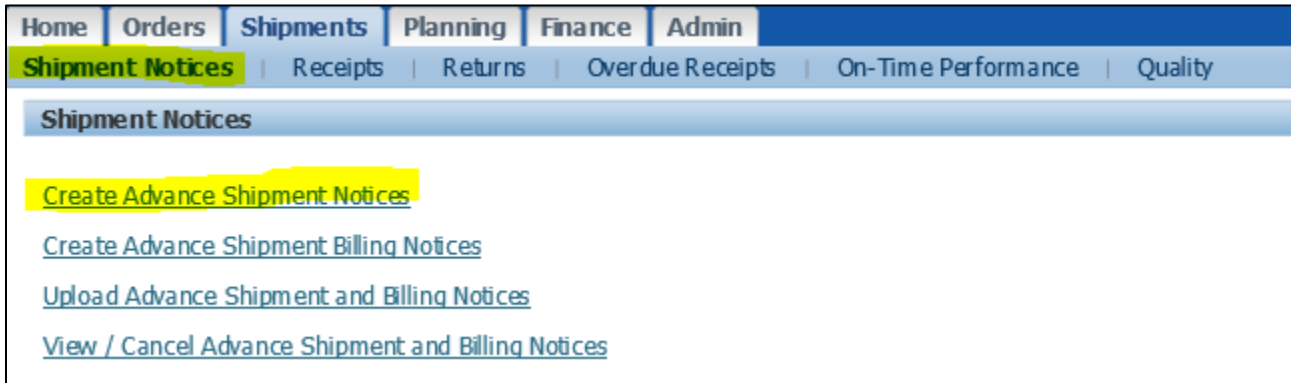 Home Orders Shipments Planning Finance Admin
Shipment Notices | Receipts | Returns | Overdue Receipts | On-Time Performance | Quality
Shipment Notices
Create Advance Shipment Notices
Create Advance Shipment Billing Notices
Upload Advance Shipment and Billing Notices
View / Cancel Advance Shipment and Billing Notices